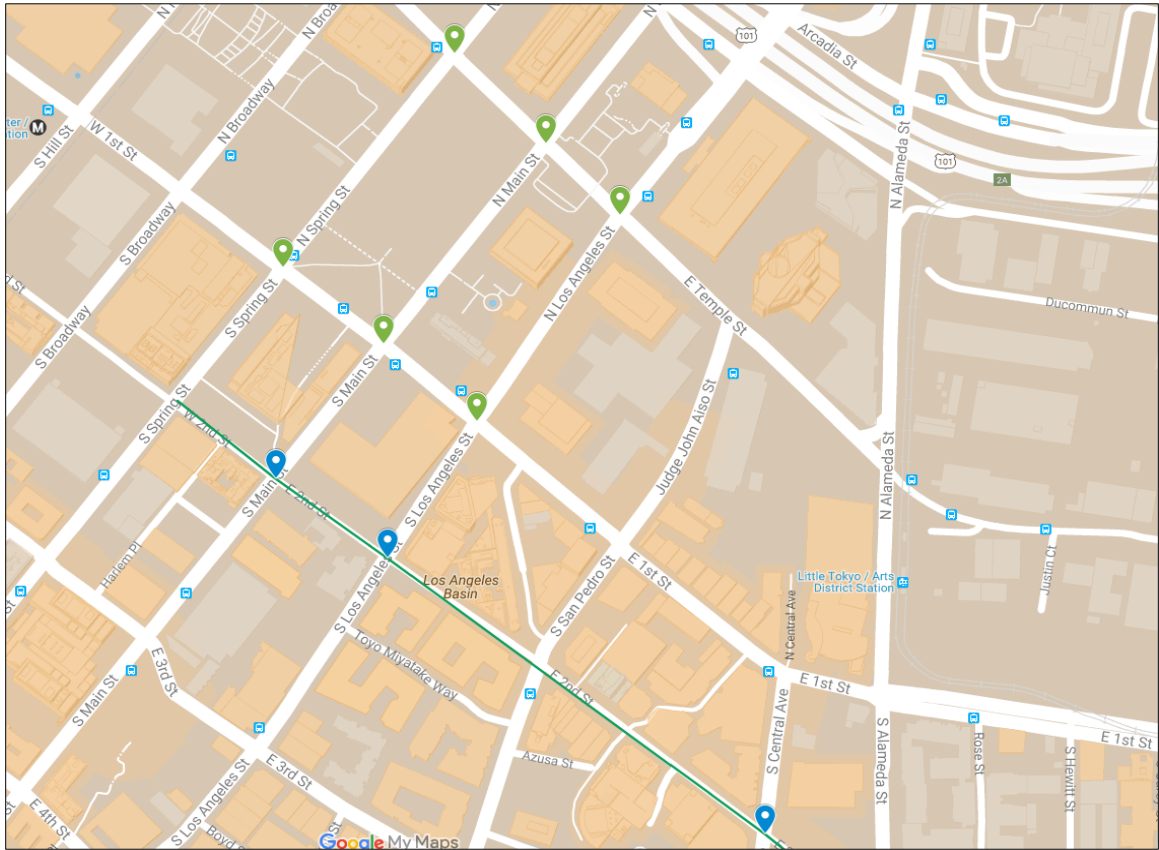 N Broadway
101
Arcadia St
W 1st St
S Hill St
N Broadway
N Alameda St
101
2A
N Main St
S Broadway
N Spring St
N Los Angeles St
E Temple St
Ducommun St
S Spring St
S Broadway
S Main St
Judge John Aiso St
S Spring St
W 2nd St
S Los Angeles St
N Alameda St
S Main St
E 2nd St
Harlem Pl
Los Angeles
Basin
E 1st St
Little Tokyo / Arts
District Station
Justin Ct
S Los Angeles St
S San Pedro St
N Central Ave
Toyo Miyatake Way
E 3rd St
E 2nd St
E 1st St
S Main St
S Central Ave
S Alameda St
Rose St
S Hewitt St
E 1st St
Azusa St
E 3rd St
S Los Angeles St
E 4th St
Boyd St
Google My Maps